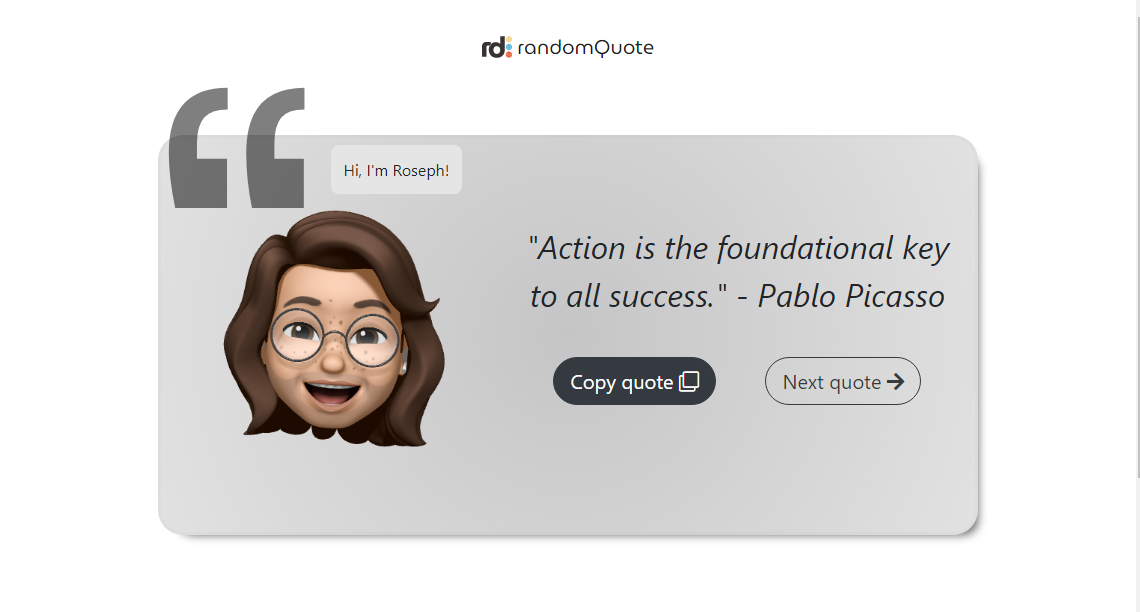 rd: randomQuote
Hi, I'm Roseph!
"Action is the foundational key
to all success." - Pablo Picasso
Copy quote
Next quote